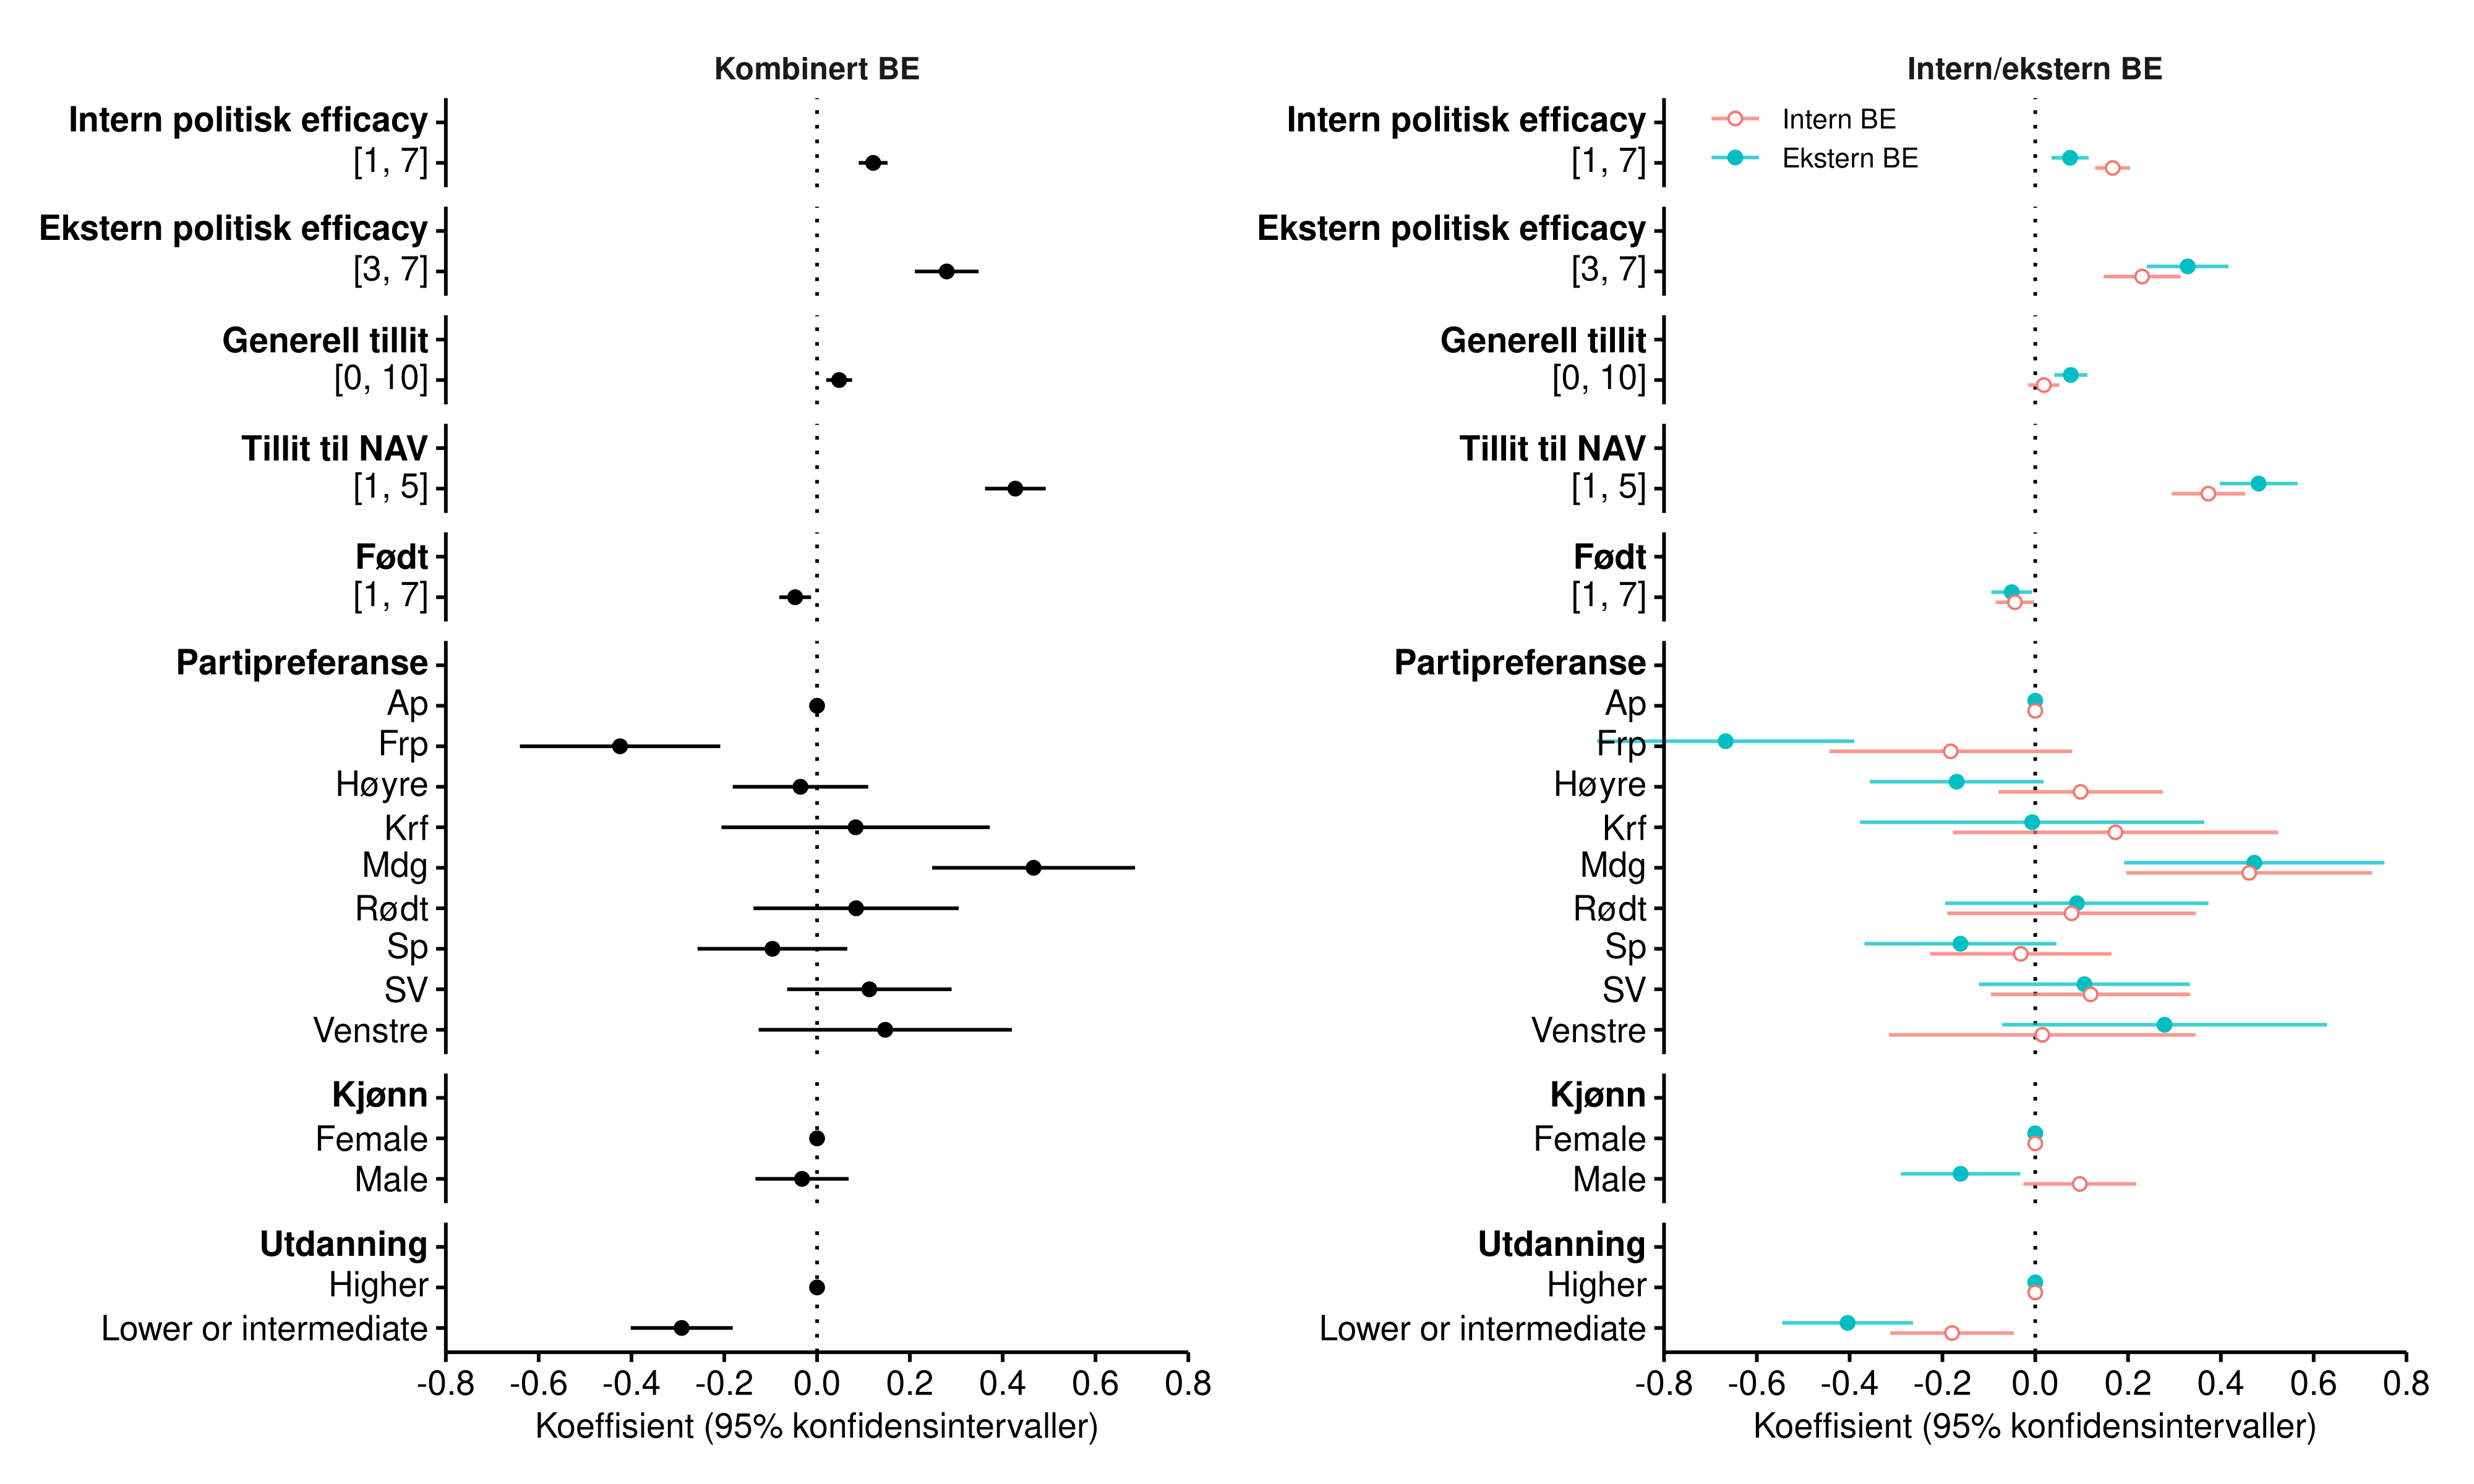 Kombinert BE
Intern politisk efficacy
[1, 7]
Ekstern politisk efficacy
[3, 7]
Generell tillit
[0, 10]
Tillit til NAV
[1, 5]
Født
[1, 7]
Partipreferanse
Ap
Frp
Høyre
Krf
Mdg
Rødt
Sp
SV
Venstre
Kjønn
Female
Male
Utdanning
Higher
Lower or intermediate
-0.8 -0.6 -0.4 -0.2 0.0 0.2 0.4 0.6 0.8
Koeffisient (95% konfidensintervaller)
Intern/ekstern BE
Intern BE
Ekstern BE
Intern politisk efficacy
[1, 7]
Ekstern politisk efficacy
[3, 7]
Generell tillit
[0, 10]
Tillit til NAV
[1, 5]
Født
[1, 7]
Partipreferanse
Ap
Frp
Høyre
Krf
Mdg
Rødt
Sp
SV
Venstre
Kjønn
Female
Male
Utdanning
Higher
Lower or intermediate
-0.8 -0.6 -0.4 -0.2 0.0 0.2 0.4 0.6 0.8
Koeffisient (95% konfidensintervaller)